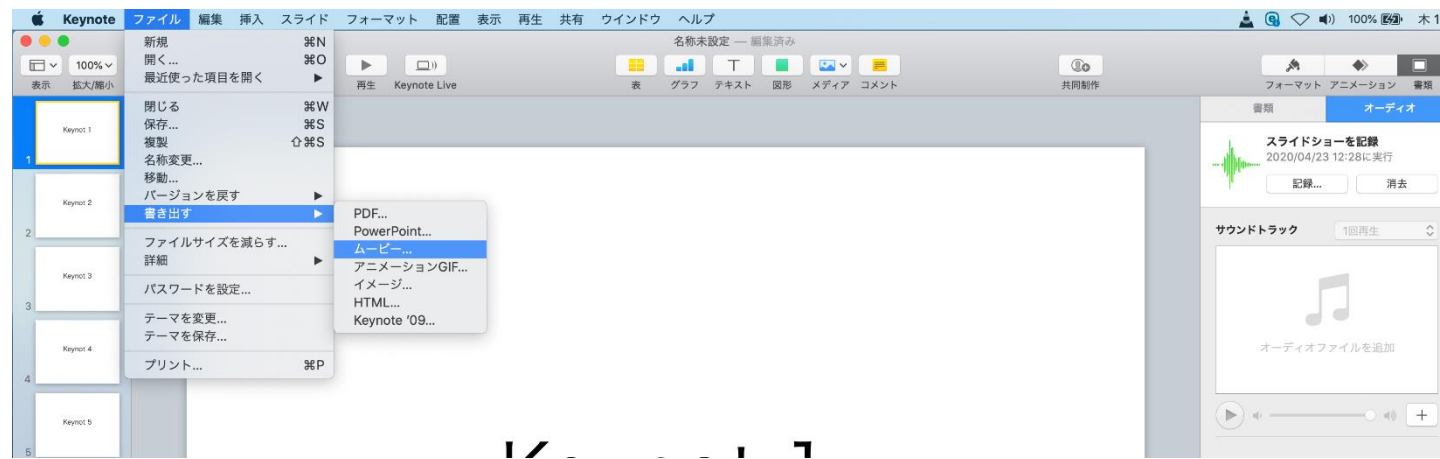 Keynote ファイル 編集 挿入 スライド フォーマット 配置 表示 再生 共有 ウインドウ ヘルプ 100% 木1
名称未設定 — 編集済み
100%
表示 拡大/縮小 再生 Keynote Live 表 グラフ テキスト 図形 メディア コメント 共同制作 フォーマット アニメーション 書類
新規 ⌘N
開く... ⌘O
最近使った項目を開く ▶
閉じる ⌘W
保存... ⌘S
複製 ⇧⌘S
名称変更...
移動...
バージョンを戻す ▶
書き出す ▶
ファイルサイズを減らす...
詳細 ▶
パスワードを設定...
テーマを変更...
テーマを保存...
プリント... ⌘P
PDF...
PowerPoint...
ムービー...
アニメーションGIF...
イメージ...
HTML...
Keynote '09...
Keynot 1
1
Keynot 2
2
Keynot 3
3
Keynot 4
4
Keynot 5
5
書類 オーディオ
スライドショーを記録
2020/04/23 12:28に実行
記録... 消去
サウンドトラック 1回再生
オーディオファイルを追加